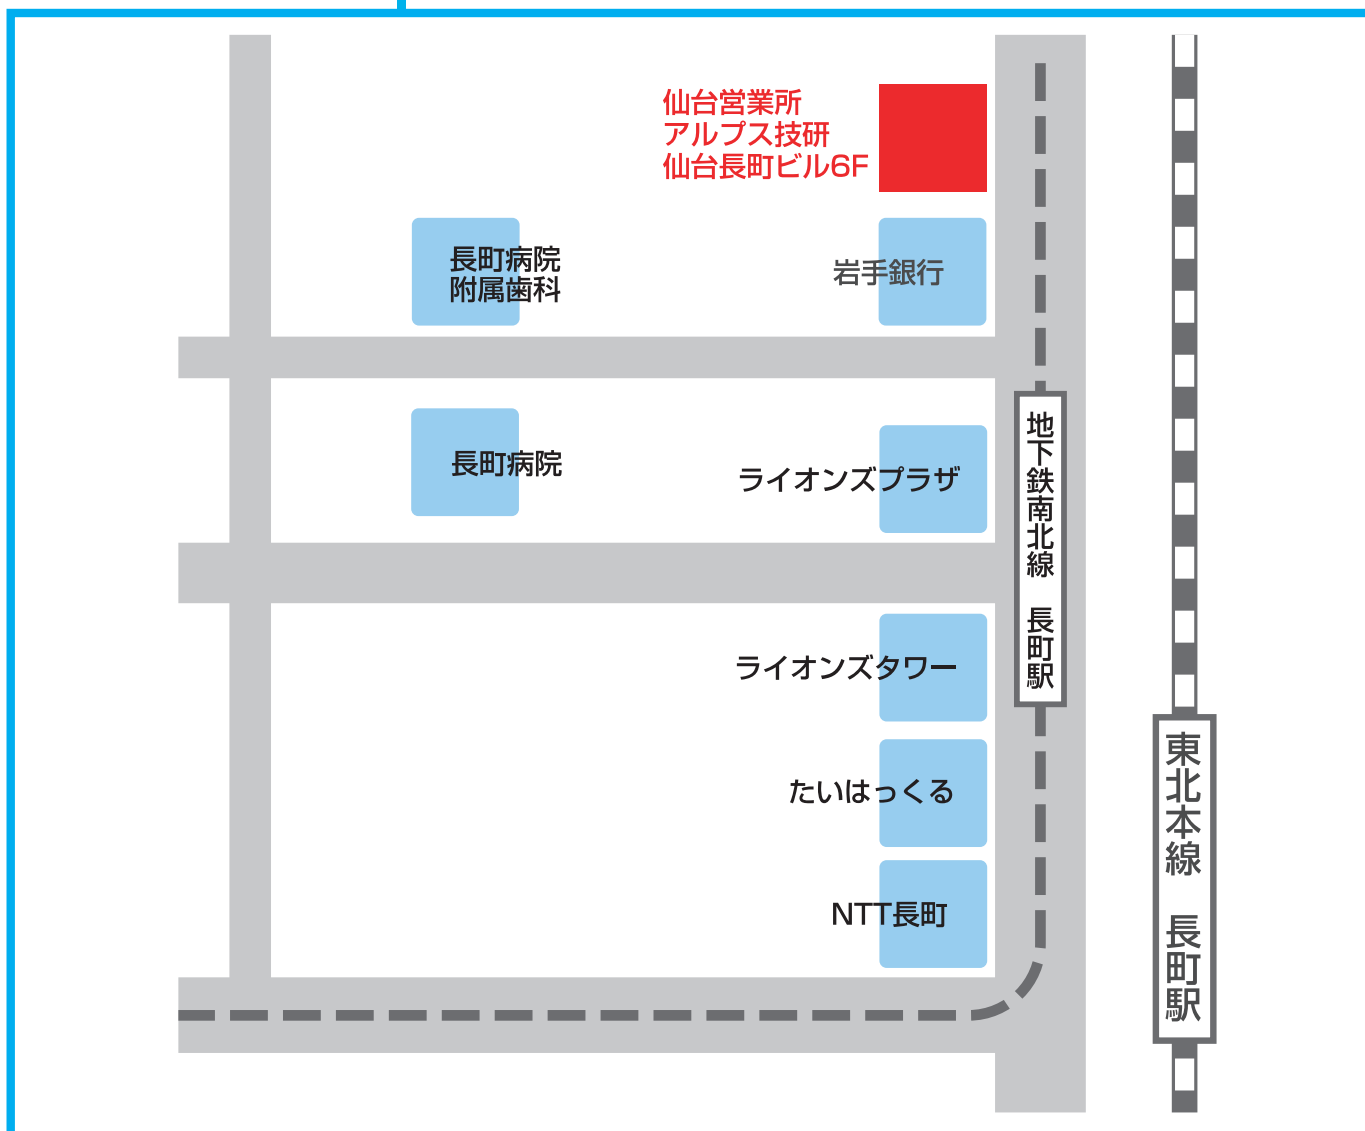 仙台営業所
アルプス技研
仙台長町ビル6F
長町病院
附属歯科
岩手銀行
長町病院
ライオンズプラザ
地下鉄南北線　長町駅
ライオンズタワー
東北本線　長町駅
たいはっくる
NTT長町